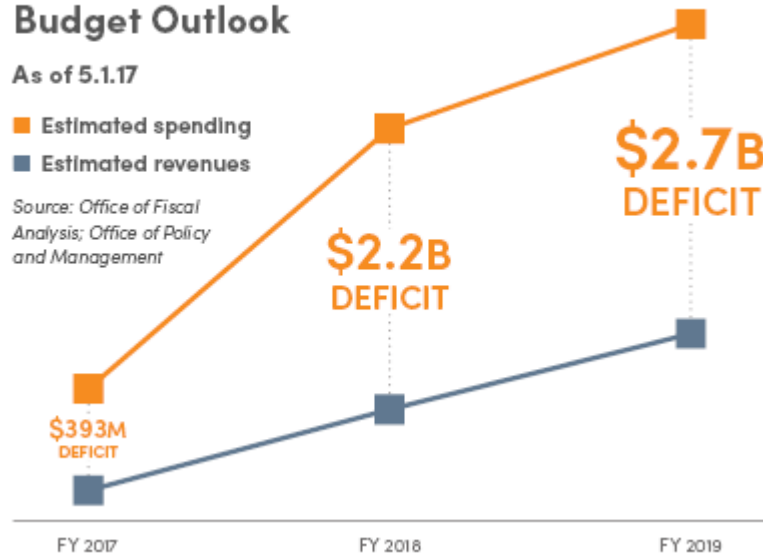 Budget Outlook
As of 5.1.17
Estimated spending
Estimated revenues
Source: Office of Fiscal
Analysis; Office of Policy
and Management
$2.7B
DEFICIT
$2.2B
DEFICIT
$393M
DEFICIT
FY 2017
FY 2018
FY 2019